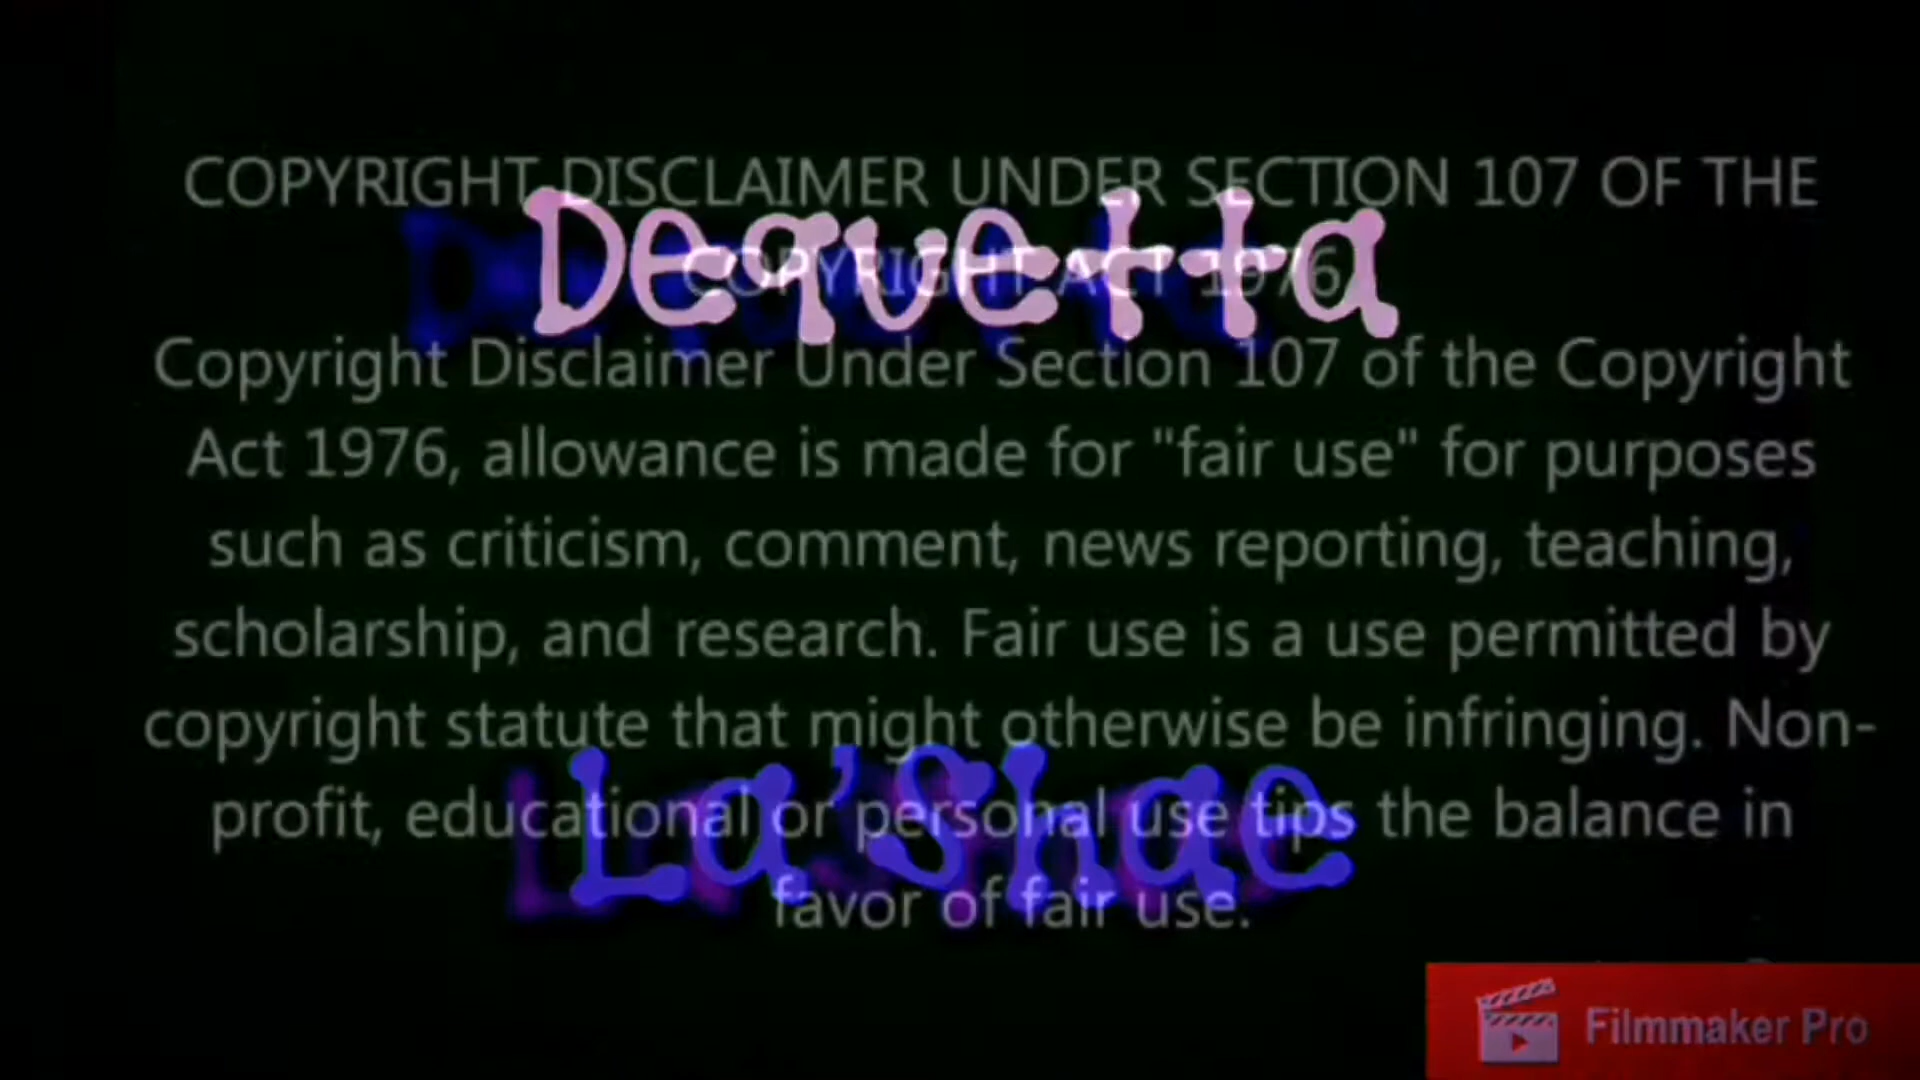 COPYRIGHT DISCLAIMER UNDER SECTION 107 OF THE
Dequetta
COPYRIGHT ACT 1976
Copyright Disclaimer Under Section 107 of the Copyright
Act 1976, allowance is made for "fair use" for purposes
such as criticism, comment, news reporting, teaching,
scholarship, and research. Fair use is a use permitted by
copyright statute that might otherwise be infringing. Non-
profit, educational or personal use tips the balance in
La'Shae
favor of fair use.
Filmmaker Pro